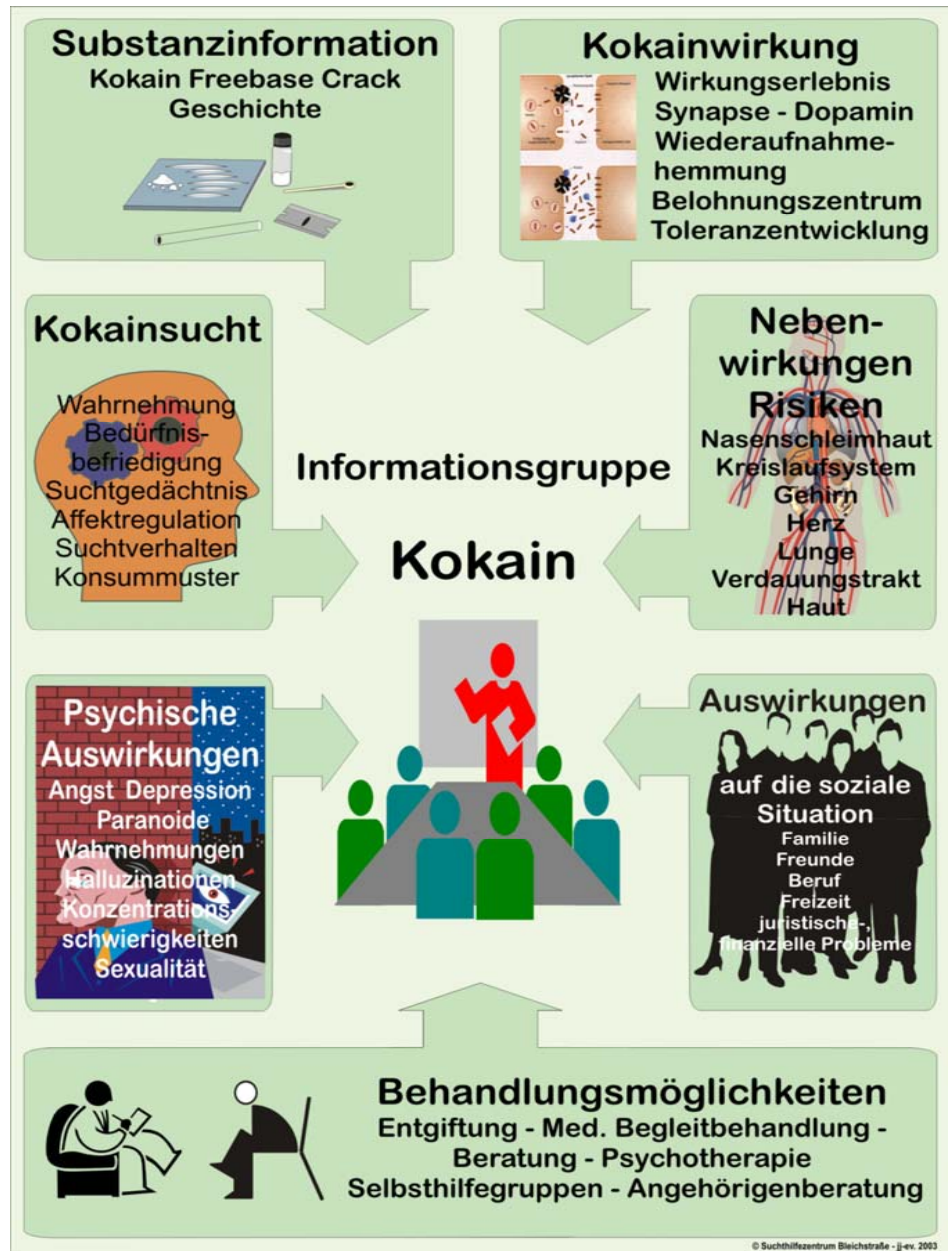 Substanzinformation
Kokain Freebase Crack
Geschichte
Kokainwirkung
Wirkungserlebnis
Synapse - Dopamin
Wiederaufnahme-
hemmung
Belohnungszentrum
Toleranzentwicklung
Kokainsucht
Wahrnehmung
Bedürfnis-
befriedigung
Suchtgedächtnis
Affektregulation
Suchtverhalten
Konsummuster
Informationsgruppe
Kokain
Neben-
wirkungen
Risiken
Nasenschleimhaut
Kreislaufsystem
Gehirn
Herz
Lunge
Verdauungstrakt
Haut
Psychische
Auswirkungen
Angst Depression
Paranoide
Wahrnehmungen
Halluzinationen
Konzentrations-
schwierigkeiten
Sexualität
Auswirkungen
auf die soziale
Situation
Familie
Freunde
Beruf
Freizeit
juristische-,
finanzielle Probleme
Behandlungsmöglichkeiten
Entgiftung - Med. Begleitbehandlung -
Beratung - Psychotherapie
Selbsthilfegruppen - Angehörigenberatung
© Suchthilfezentrum Bleichstraße - jj-ev. 2003